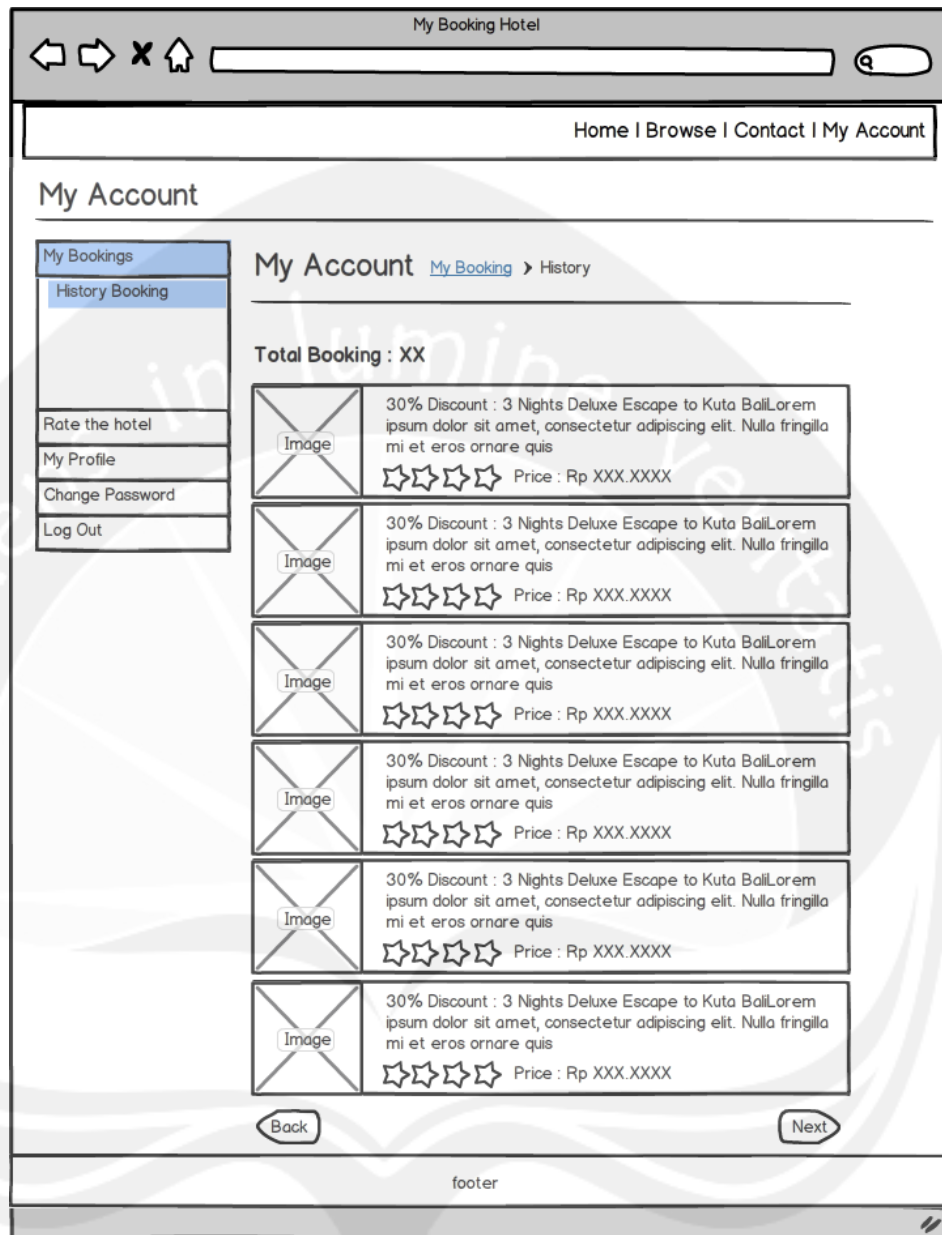 My Booking Hotel
Home | Browse | Contact | My Account
My Account
My Bookings
History Booking
Rate the hotel
My Profile
Change Password
Log Out
My Account My Booking > History
Total Booking : XX
Image
30% Discount : 3 Nights Deluxe Escape to Kuta BaliLorem
ipsum dolor sit amet, consectetur adipiscing elit. Nulla fringilla
mi et eros ornare quis
Price : Rp XXX.XXXX
Image
30% Discount : 3 Nights Deluxe Escape to Kuta BaliLorem
ipsum dolor sit amet, consectetur adipiscing elit. Nulla fringilla
mi et eros ornare quis
Price : Rp XXX.XXXX
Image
30% Discount : 3 Nights Deluxe Escape to Kuta BaliLorem
ipsum dolor sit amet, consectetur adipiscing elit. Nulla fringilla
mi et eros ornare quis
Price : Rp XXX.XXXX
Image
30% Discount : 3 Nights Deluxe Escape to Kuta BaliLorem
ipsum dolor sit amet, consectetur adipiscing elit. Nulla fringilla
mi et eros ornare quis
Price : Rp XXX.XXXX
Image
30% Discount : 3 Nights Deluxe Escape to Kuta BaliLorem
ipsum dolor sit amet, consectetur adipiscing elit. Nulla fringilla
mi et eros ornare quis
Price : Rp XXX.XXXX
Image
30% Discount : 3 Nights Deluxe Escape to Kuta BaliLorem
ipsum dolor sit amet, consectetur adipiscing elit. Nulla fringilla
mi et eros ornare quis
Price : Rp XXX.XXXX
Back
Next
footer
in lumine veritatis